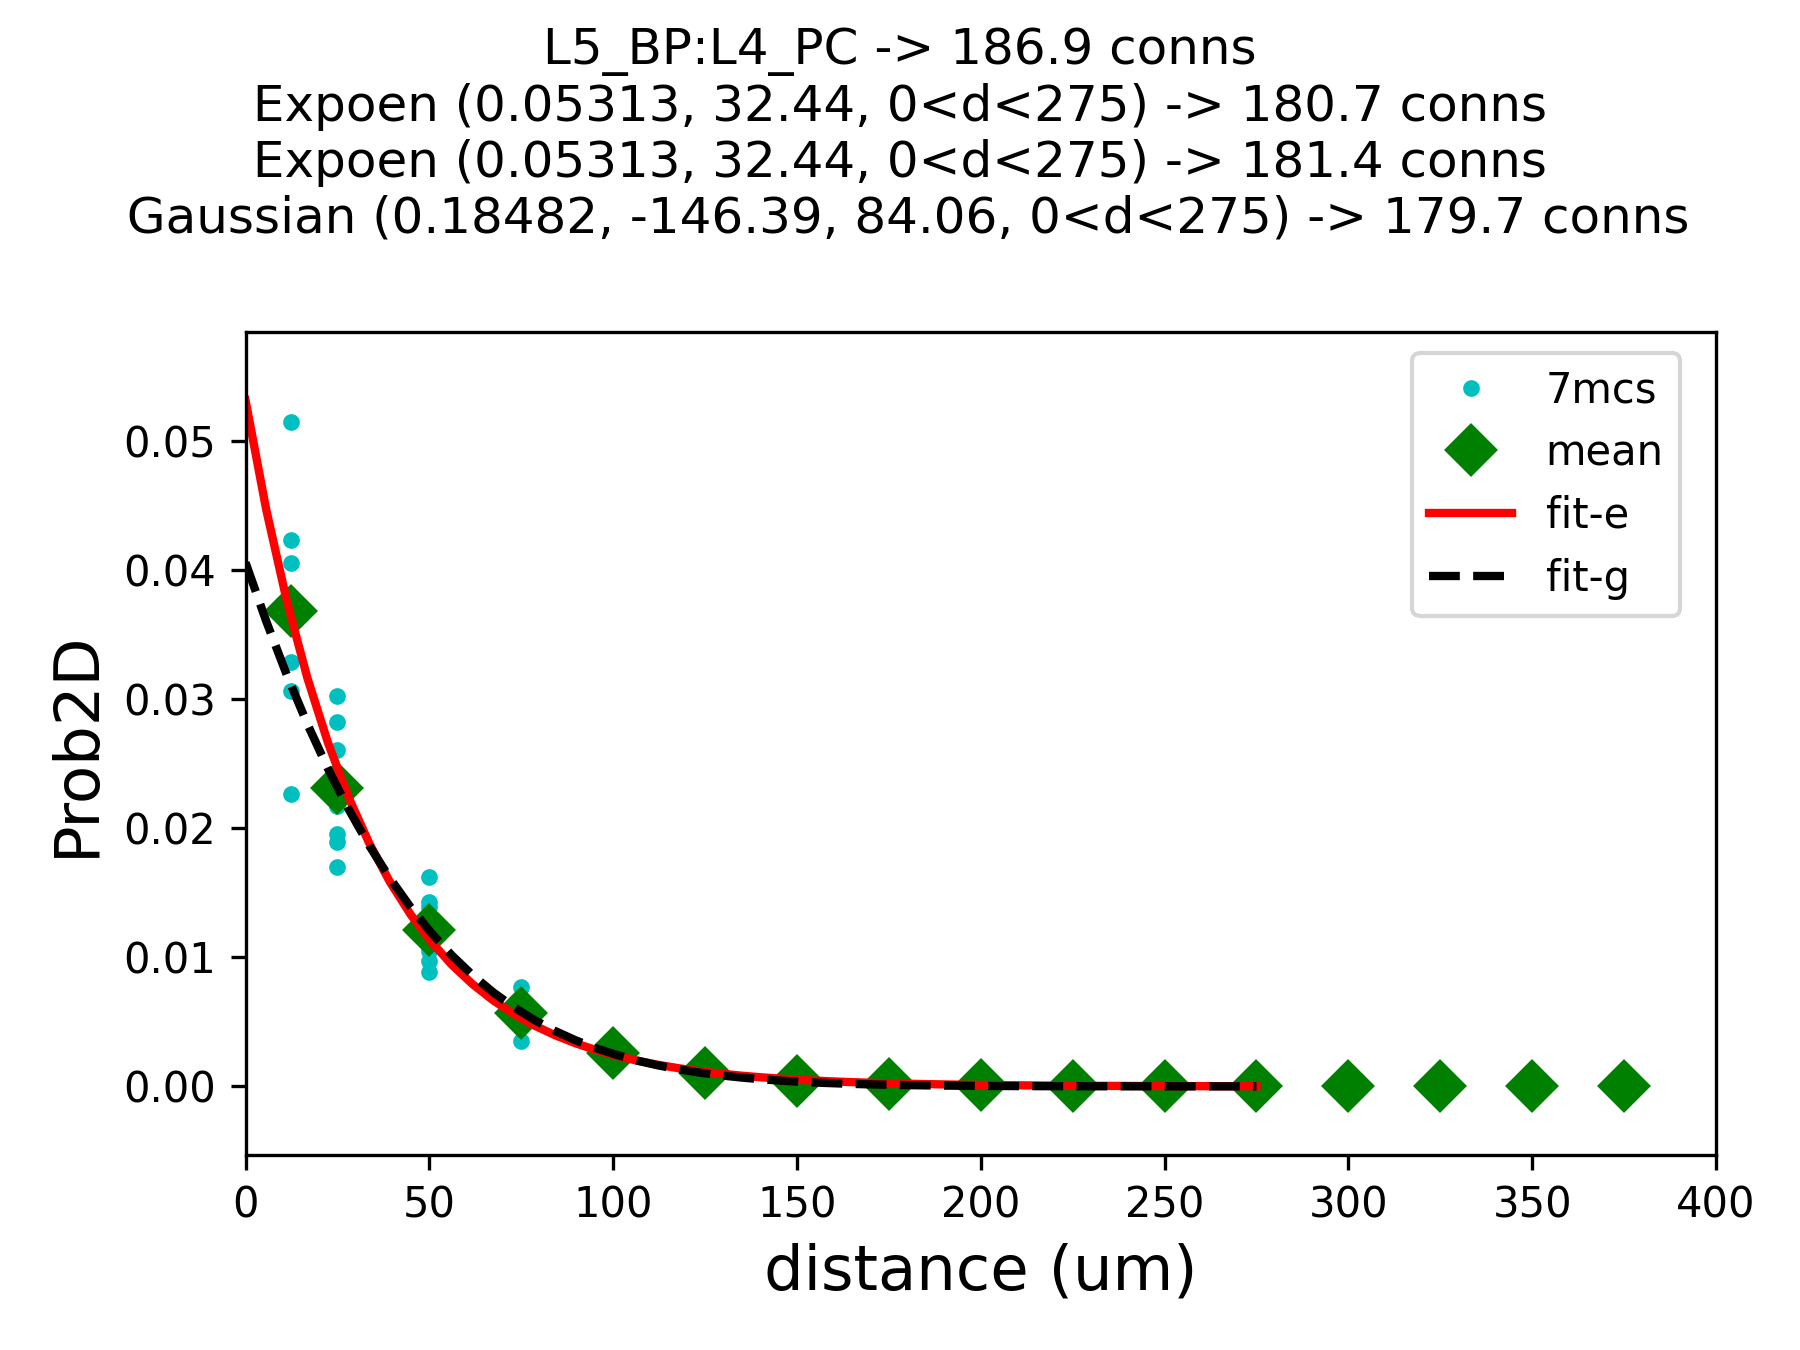 L5_BP:L4_PC -> 186.9 conns
Expoen (0.05313, 32.44, 0<d<275) -> 180.7 conns
Expoen (0.05313, 32.44, 0<d<275) -> 181.4 conns
Gaussian (0.18482, -146.39, 84.06, 0<d<275) -> 179.7 conns
7mcs
mean
fit-e
fit-g
Prob2D
0.05
0.04
0.03
0.02
0.01
0.00
0 50 100 150 200 250 300 350 400
distance (um)